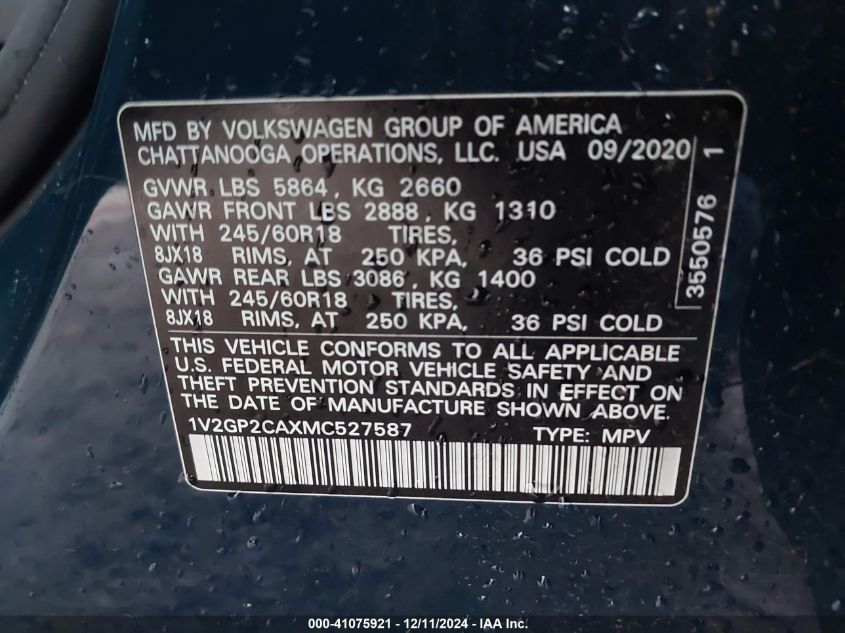 MFD BY VOLKSWAGEN GROUP OF AMERICA
CHATTANOOGA OPERATIONS, LLC. USA 09/2020
GVWR LBS 5864, KG 2660
GAWR FRONT LBS 2888, KG 1310
WITH 245/60R18 TIRES,
8JX18 RIMS, AT 250 KPA, 36 PSI COLD
GAWR REAR LBS 3086, KG 1400
WITH 245/60R18 TIRES,
8JX18 RIMS, AT 250 KPA, 36 PSI COLD
3550576 1
THIS VEHICLE CONFORMS TO ALL APPLICABLE
U.S. FEDERAL MOTOR VEHICLE SAFETY AND
THEFT PREVENTION STANDARDS IN EFFECT ON
THE DATE OF MANUFACTURE SHOWN ABOVE.
1V2GP2CAXMC527587 TYPE: MPV
000-41075921 - 12/11/2024 - IAA Inc.